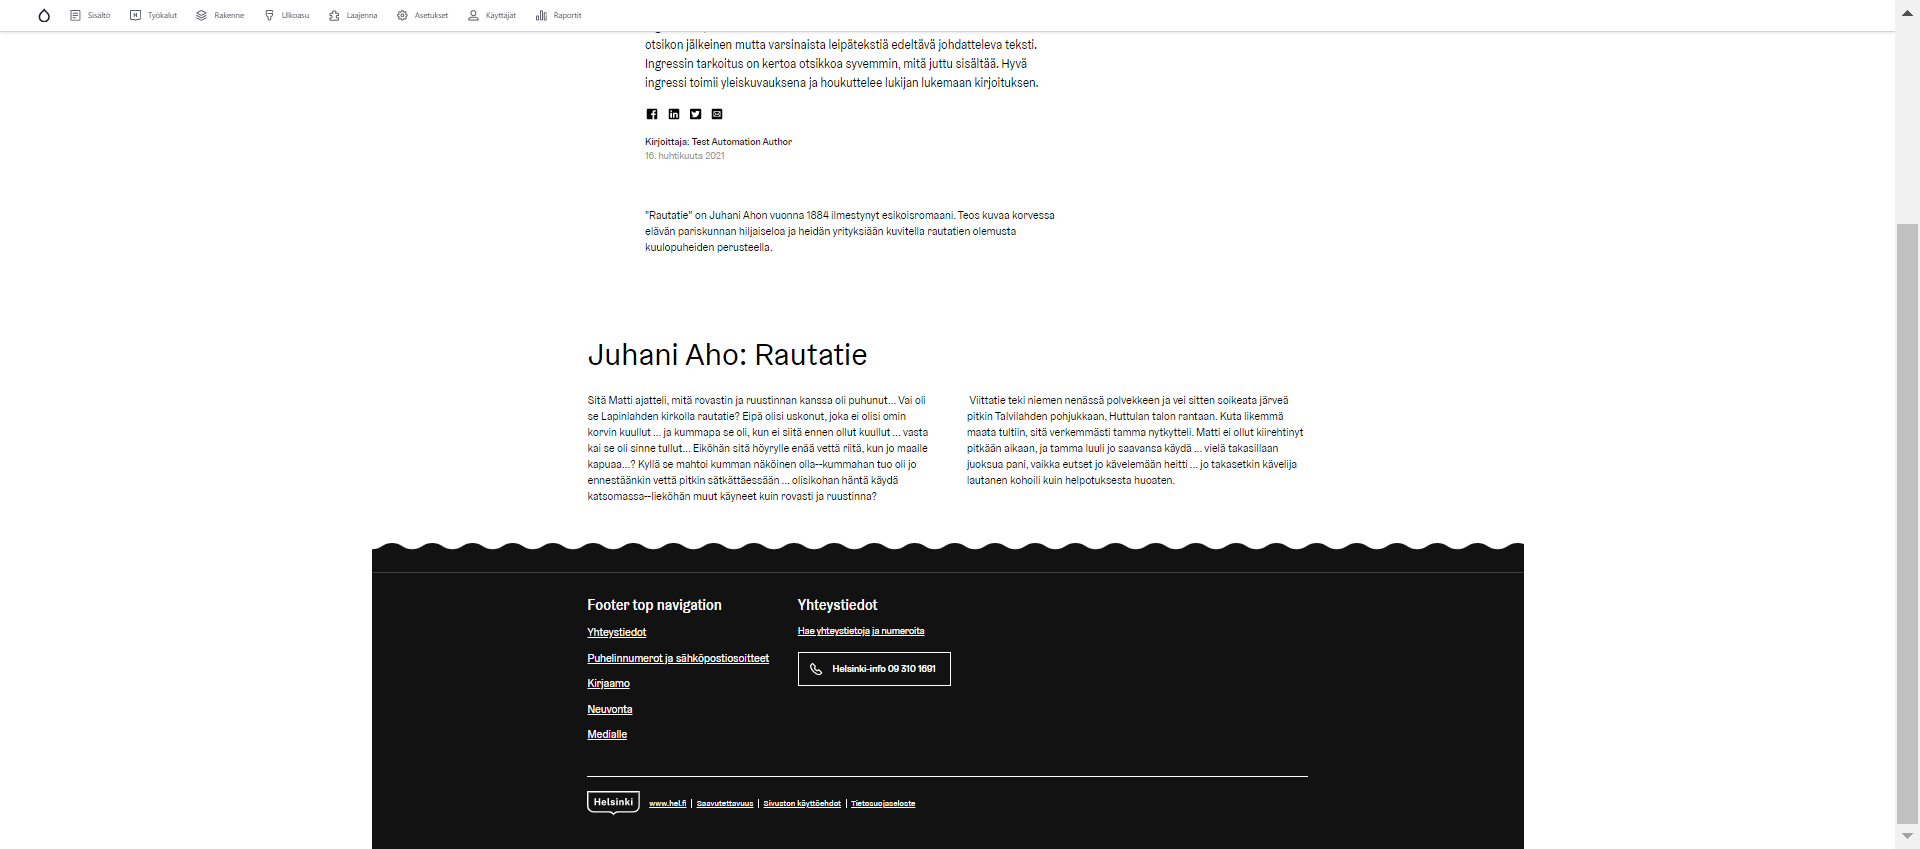 Sisältö Työkalut Rakenne Ulkoasu Laajenna Asetukset Käyttäjät Raportit
otsikon jälkeinen mutta varsinaista leipätekstiä edeltävä johdatteleva teksti.
Ingressin tarkoitus on kertoa otsikkoa syvemmin, mitä juttu sisältää. Hyvä
ingressi toimii yleiskuvauksena ja houkuttelee lukijan lukemaan kirjoituksen.
Kirjoittaja: Test Automation Author
16. huhtikuuta 2021
"Rautatie" on Juhani Ahon vuonna 1884 ilmestynyt esikoisromaani. Teos kuvaa korvessa
elävän pariskunnan hiljaiseloa ja heidän yrityksiään kuvitella rautatien olemusta
kuulopuheiden perusteella.
Juhani Aho: Rautatie
Sitä Matti ajatteli, mitä rovastin ja ruustinnan kanssa oli puhunut... Vai oli
se Lapinlahden kirkolla rautatie? Eipä olisi uskonut, joka ei olisi omin
korvin kuullut ... ja kummapa se oli, kun ei siitä ennen ollut kuullut ... vasta
kai se oli sinne tullut... Eiköhän sitä höyrylle enää vettä riitä, kun jo maalle
kapuaa...? Kyllä se mahtoi kumman näköinen olla--kummahan tuo oli jo
ennestäänkin vettä pitkin sätkättäessään ... olisikohan häntä käydä
katsomassa--lieköhän muut käyneet kuin rovasti ja ruustinna?
Viittatie teki niemen nenässä polvekkeen ja vei sitten soikeata järveä
pitkin Talvilahden pohjukkaan, Huttulan talon rantaan. Kuta likemmä
maata tultiin, sitä verkemmästi tamma nytkytteli. Matti ei ollut kiirehtinyt
pitkään aikaan, ja tamma luuli jo saavansa käydä ... vielä takasillaan
juoksua pani, vaikka eutset jo kävelemään heitti ... jo takasetkin kävelijä
lautanen kohoili kuin helpotuksesta huoaten.
Footer top navigation
Yhteystiedot
Puhelinnumerot ja sähköpostiosoitteet
Kirjaamo
Neuvonta
Medialle
Yhteystiedot
Hae yhteystietoja ja numeroita
Helsinki-info 09 310 1691
Helsinki www.hel.fi | Saavutettavuus | Sivuston käyttöehdot | Tietosuojaseloste